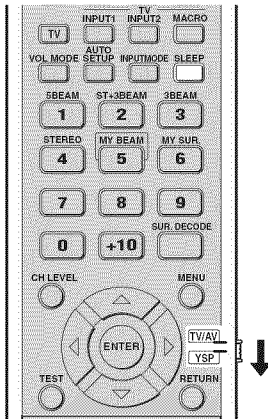 TV
INPUT1 INPUT2 MACRO
TV
AUTO
VOL MODE SETUP INPUTMODE SLEEP
5BEAM ST+3BEAM 3BEAM
1 2 3
STEREO MY BEAM MY SUR.
4 5 6
7 8 9
SUR. DECODE
0 +10
CH LEVEL MENU
TV/AV
ENTER
YSP
TEST RETURN